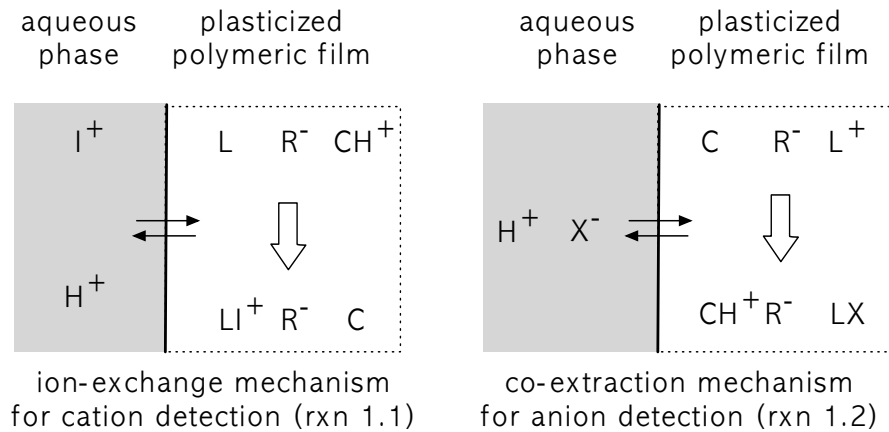 aqueous phase
plasticized polymeric film
I+
L R- CH+
H+
LI+ R- C
ion-exchange mechanism
for cation detection (rxn 1.1)
aqueous phase
plasticized polymeric film
C R- L+
H+ X-
CH+ R- LX
co-extraction mechanism
for anion detection (rxn 1.2)